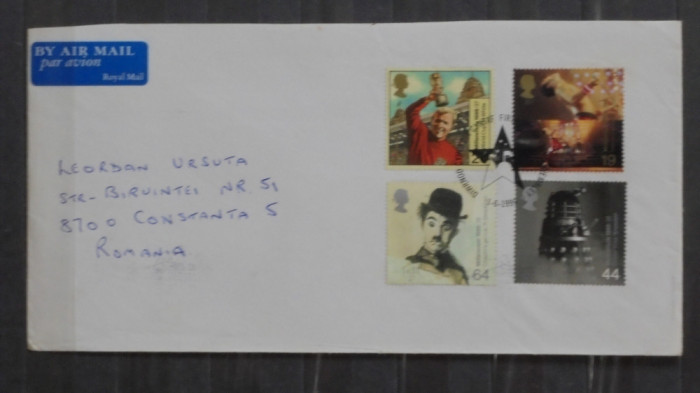 BY AIR MAIL
par avion
Royal Mail
LEORDAN URSUTA
STR- BIRUINTEI NR 51
8700 CONSTANTA 5
ROMANIA
19
64
44